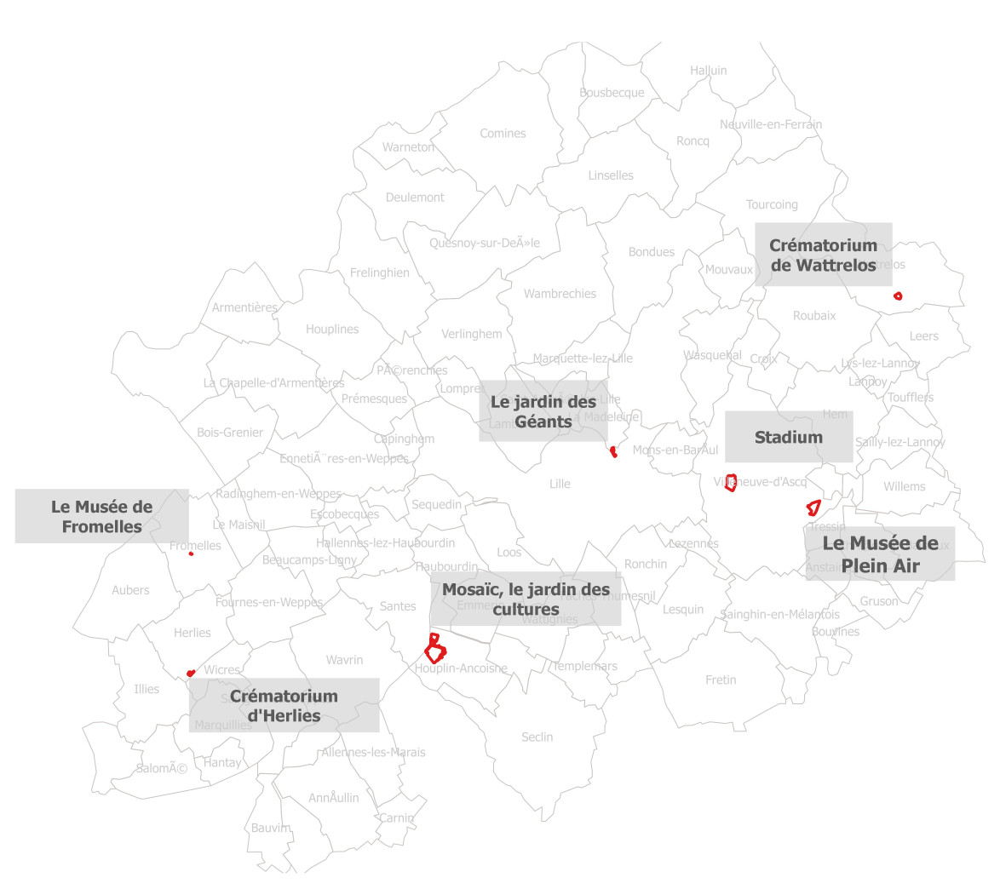 Halluin
Bousbecque
Neuville-en-Ferrain
Comines
Roncq
Warneton
Linselles
Deulemont
Tourcoing
Quesnoy-sur-DeÃ»le
Bondues
Crématorium
de Wattrelos
Mouvaux
Frelinghien
Wambrechies
Armentières
Roubaix
Houplines
Verlinghem
Leers
Marquette-lez-Lille
Wasquehal
Croix
Lys-lez-Lannoy
PÃ©renchies
La Chapelle-d'Armentières
Lannoy
Lompret
Prémesques
Toufflers
Le jardin des
Géants
La Madeleine
Hem
Bois-Grenier
Capinghem
Stadium
Sailly-lez-Lannoy
Mons-en-BarÅul
EnnetiÃ¨res-en-Weppes
Lille
Villeneuve-d'Ascq
Willems
Radinghem-en-Weppes
Sequedin
Le Musée de
Fromelles
Escobecques
Le Maisnil
Tressin
Fromelles
Hallennes-lez-Haubourdin
Lezennes
Le Musée de
Plein Air
Loos
Beaucamps-Ligny
Haubourdin
Ronchin
Aubers
Mosaïc, le jardin des
cultures
Fournes-en-Weppes
Santes
Emmerin
Wattignies
Lesquin
Gruson
Sainghin-en-Mélantois
Herlies
Bouvines
Wavrin
Houplin-Ancoisne
Templemars
Wicres
Fretin
Illies
Crématorium
d'Herlies
Marquillies
Seclin
Allennes-les-Marais
Hantay
SalomÃ©
AnnÅullin
Carnin
Bauvin